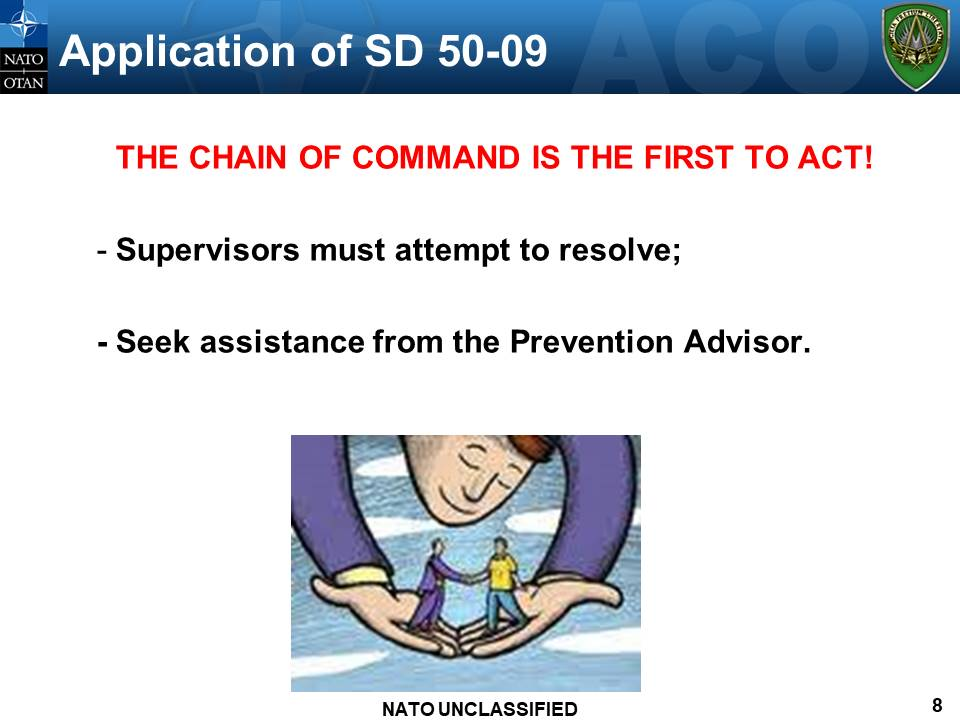 NATO
OTAN
Application of SD 50-09
ACO
THE CHAIN OF COMMAND IS THE FIRST TO ACT!
- Supervisors must attempt to resolve;
- Seek assistance from the Prevention Advisor.
NATO UNCLASSIFIED
8